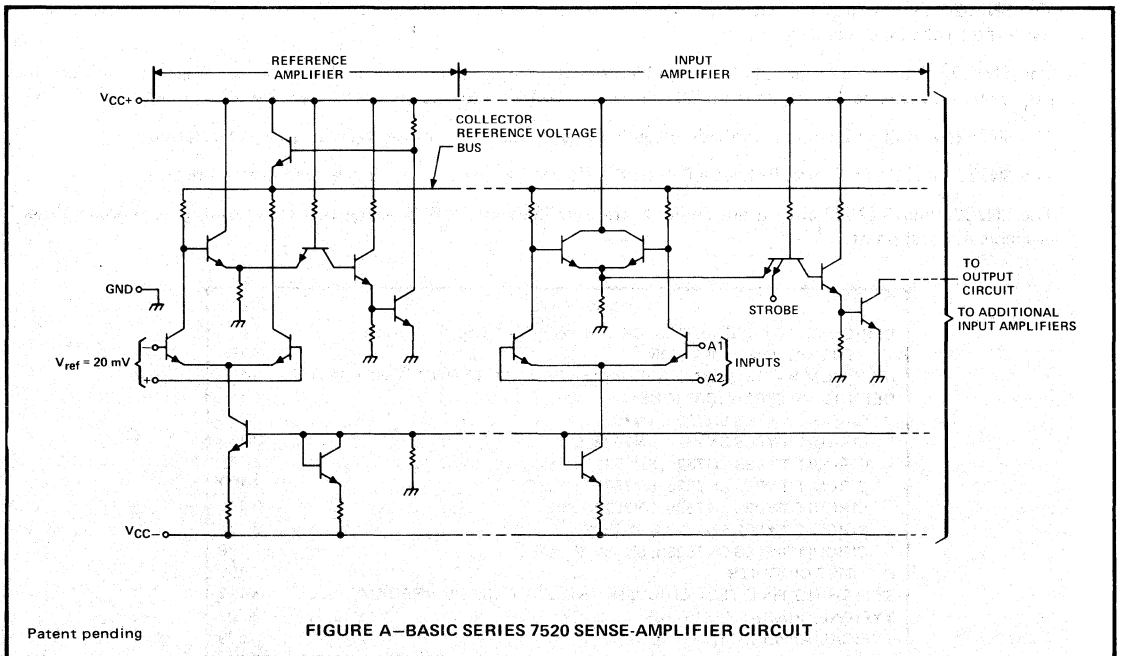 REFERENCE
AMPLIFIER
INPUT
AMPLIFIER
VCC+
COLLECTOR
REFERENCE VOLTAGE
BUS
GND
STROBE
TO
OUTPUT
CIRCUIT
TO ADDITIONAL
INPUT AMPLIFIERS
Vref = 20 mV
−
+
A1
A2
INPUTS
VCC−
Patent pending
FIGURE A—BASIC SERIES 7520 SENSE-AMPLIFIER CIRCUIT